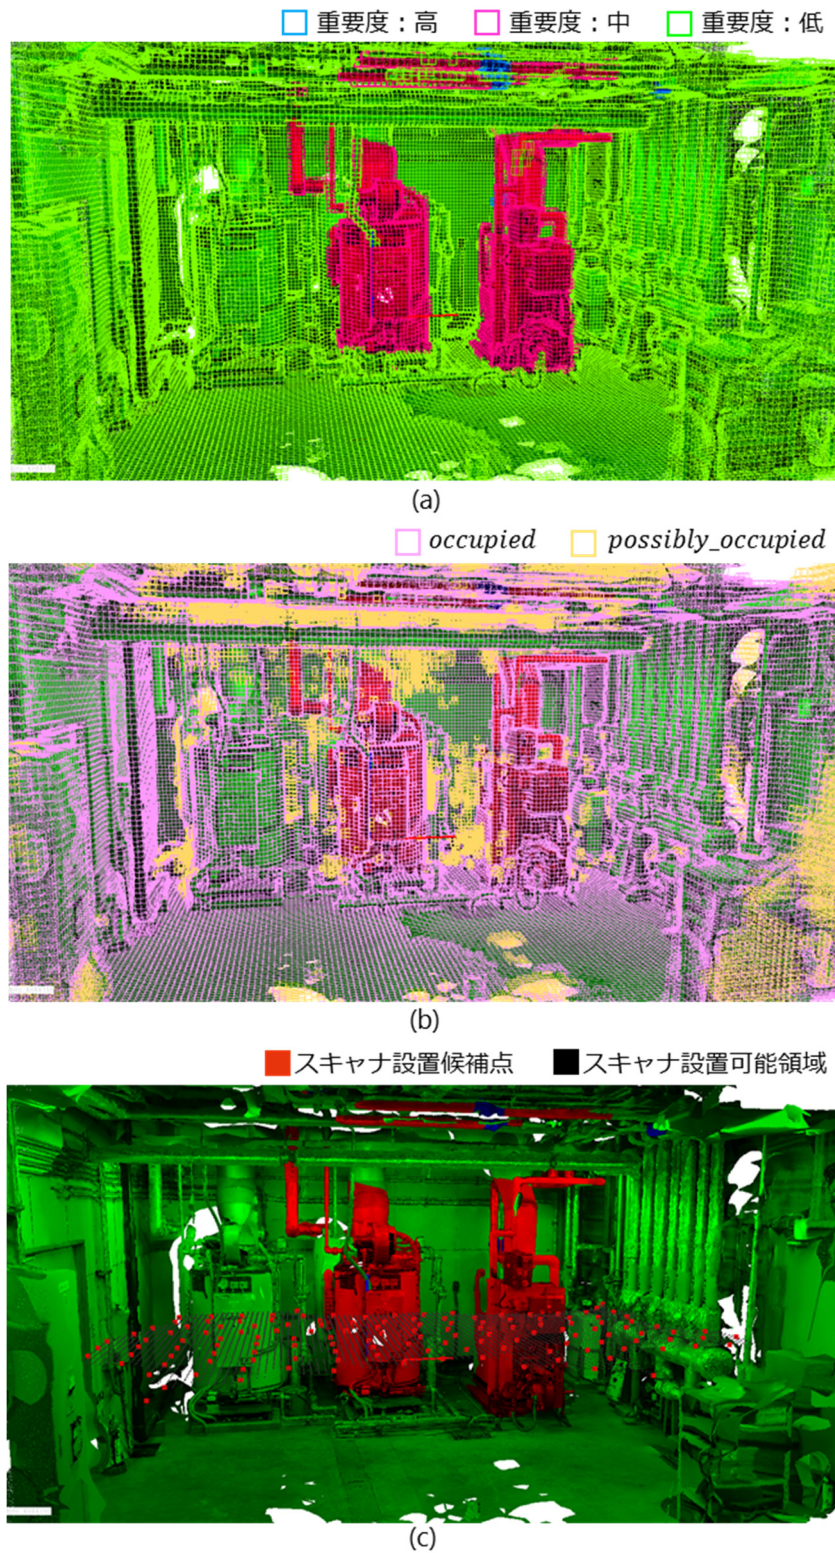 重要度：高 重要度：中 重要度：低
(a)
occupied possibly_occupied
(b)
スキャナ設置候補点 スキャナ設置可能領域
(c)